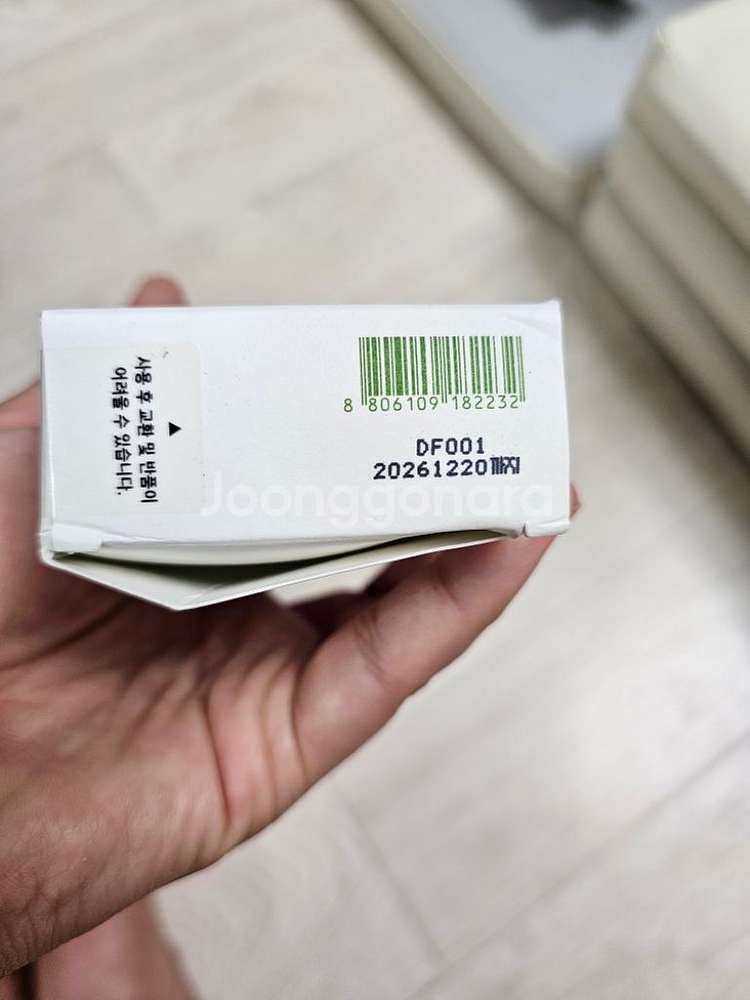 8 806109 182232
DF001
20261220까지
사용 후 교환 및 반품이
어려울 수 있습니다.
Joonggonara